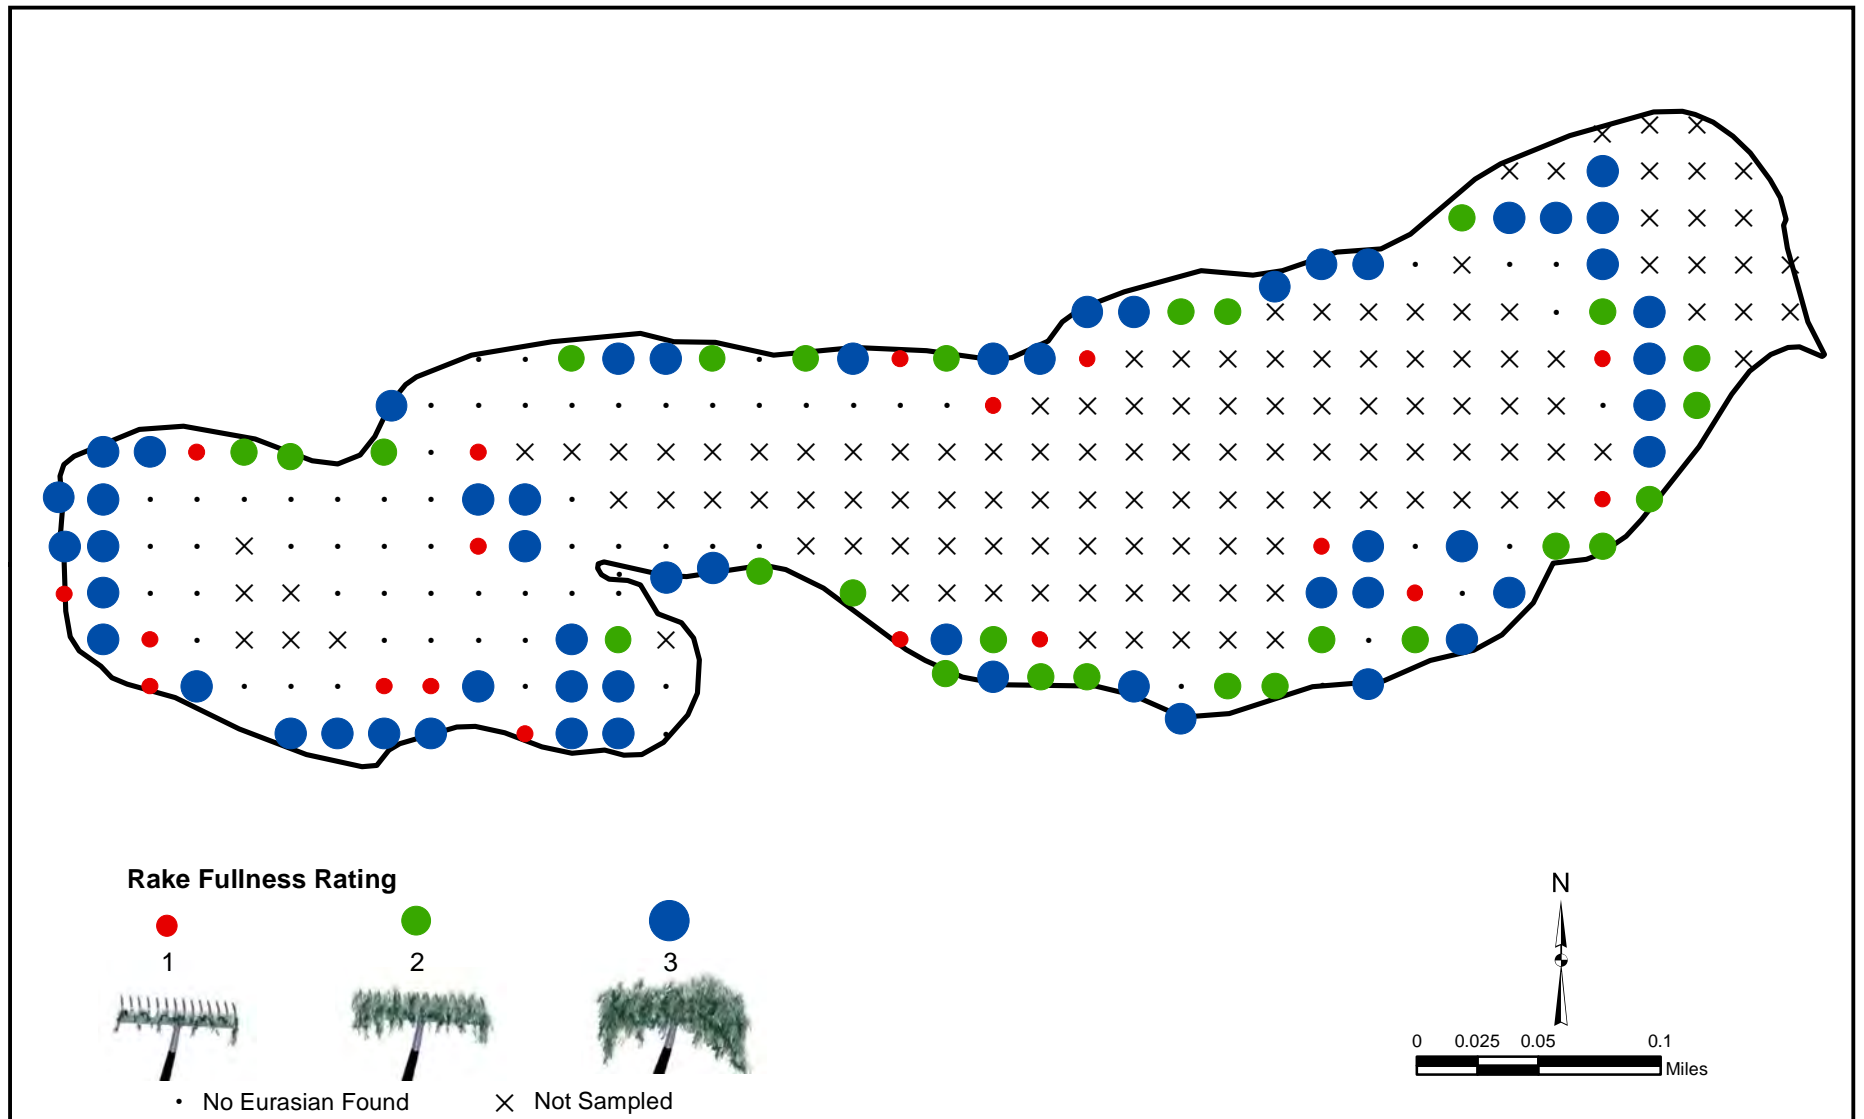 Rake Fullness Rating
1 2 3
No Eurasian Found Not Sampled
N
0 0.025 0.05 0.1
Miles